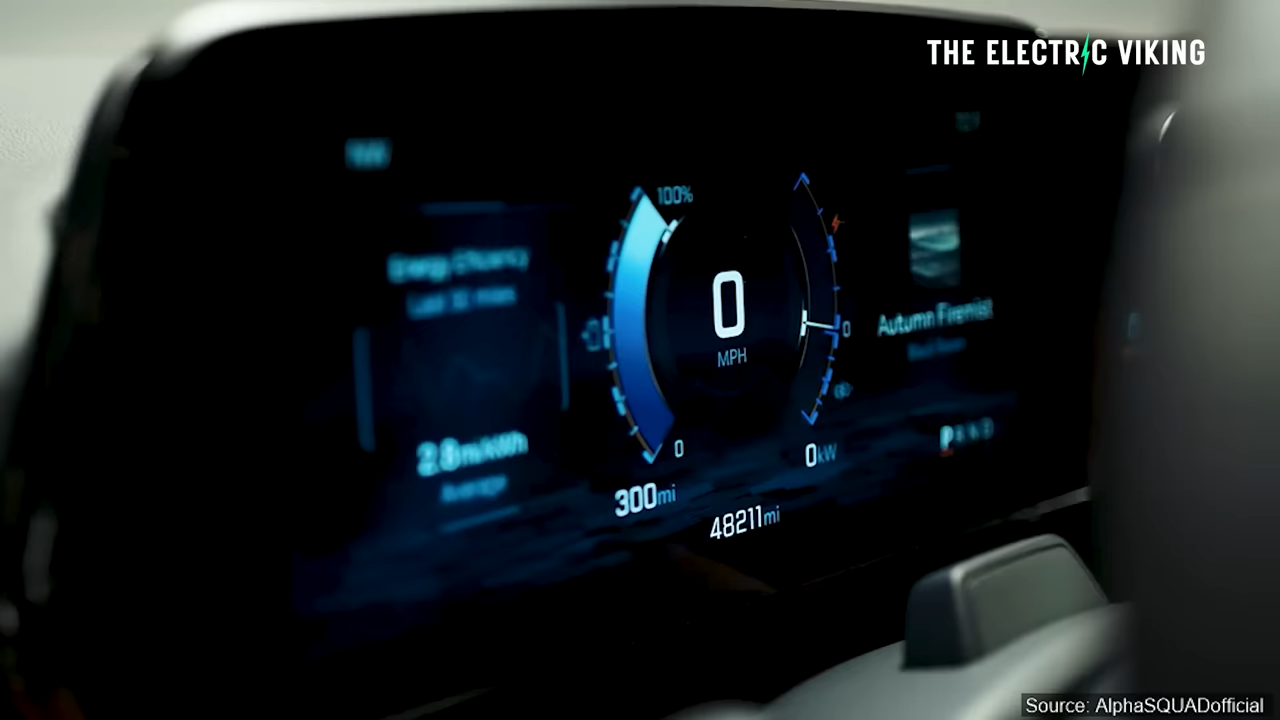 THE ELECTRIC VIKING
100%
Energy Efficiency
0
MPH
0
Autumn Firemist
2.8mi/kWh
Average
0
0kW
P R N D
300mi
48211mi
Source: AlphaSQUADofficial